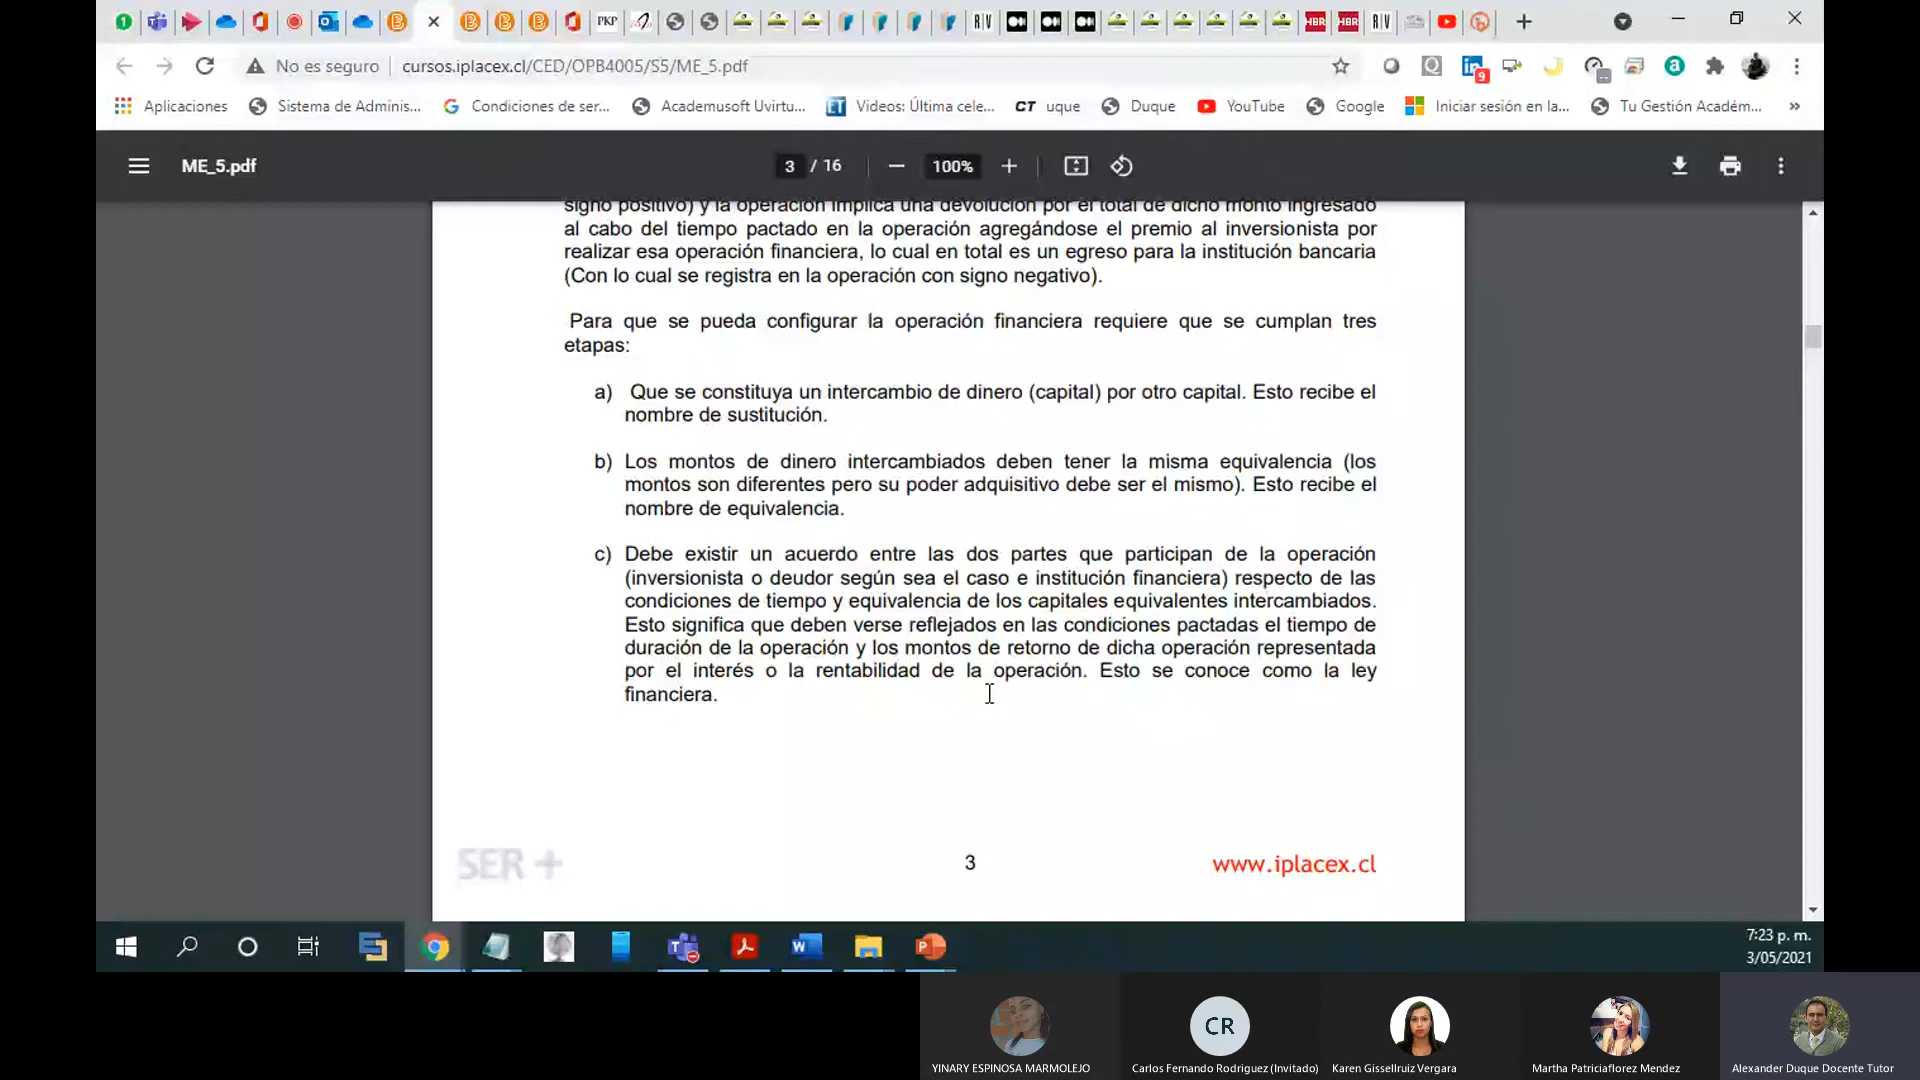 PKP
R|V
HBR
HBR
R|V
No es seguro
cursos.iplacex.cl/CED/OPB4005/S5/ME_5.pdf
9
Aplicaciones
Sistema de Adminis...
Condiciones de ser...
Academusoft Uvirtu...
ET
Videos: Última cele...
CT
uque
Duque
YouTube
Google
Iniciar sesión en la...
Tu Gestión Académ...
»
ME_5.pdf
3 / 16
100%
signo positivo) y la operación implica una devolución por el total de dicho monto ingresado
al cabo del tiempo pactado en la operación agregándose el premio al inversionista por
realizar esa operación financiera, lo cual en total es un egreso para la institución bancaria
(Con lo cual se registra en la operación con signo negativo).
Para que se pueda configurar la operación financiera requiere que se cumplan tres
etapas:
a) Que se constituya un intercambio de dinero (capital) por otro capital. Esto recibe el
nombre de sustitución.
b) Los montos de dinero intercambiados deben tener la misma equivalencia (los
montos son diferentes pero su poder adquisitivo debe ser el mismo). Esto recibe el
nombre de equivalencia.
c) Debe existir un acuerdo entre las dos partes que participan de la operación
(inversionista o deudor según sea el caso e institución financiera) respecto de las
condiciones de tiempo y equivalencia de los capitales equivalentes intercambiados.
Esto significa que deben verse reflejados en las condiciones pactadas el tiempo de
duración de la operación y los montos de retorno de dicha operación representada
por el interés o la rentabilidad de la operación. Esto se conoce como la ley
financiera.
SER +
3
www.iplacex.cl
7:23 p. m.
3/05/2021
CR
YINARY ESPINOSA MARMOLEJO
Carlos Fernando Rodriguez (Invitado)
Karen Gissellruiz Vergara
Martha Patriciaflorez Mendez
Alexander Duque Docente Tutor